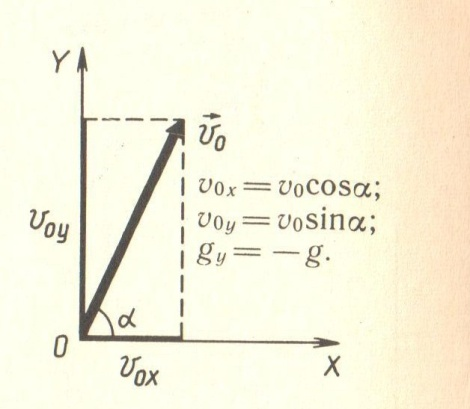 Y
v⃗₀
v₀ₓ = v₀cosα;
v₀ᵧ v₀ᵧ = v₀sinα;
gᵧ = −g.
α
0
v₀ₓ X